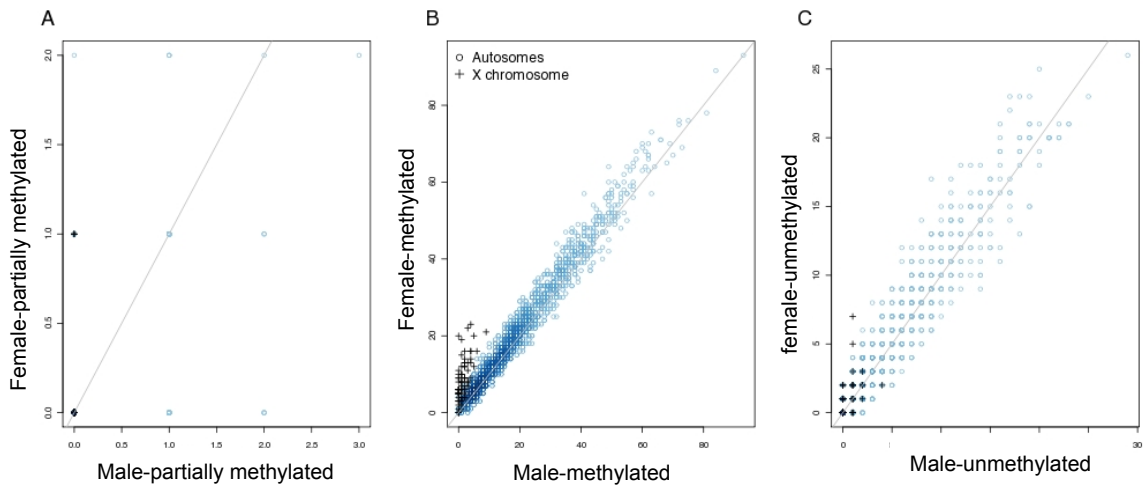 A
B
C
Female-partially methylated
2.0
1.5
1.0
0.5
0.0
0.0
0.5
1.0
1.5
2.0
2.5
3.0
Male-partially methylated
Autosomes
X chromosome
Female-methylated
80
60
40
20
0
0
20
40
60
80
Male-methylated
female-unmethylated
25
20
15
10
5
0
0
30
Male-unmethylated